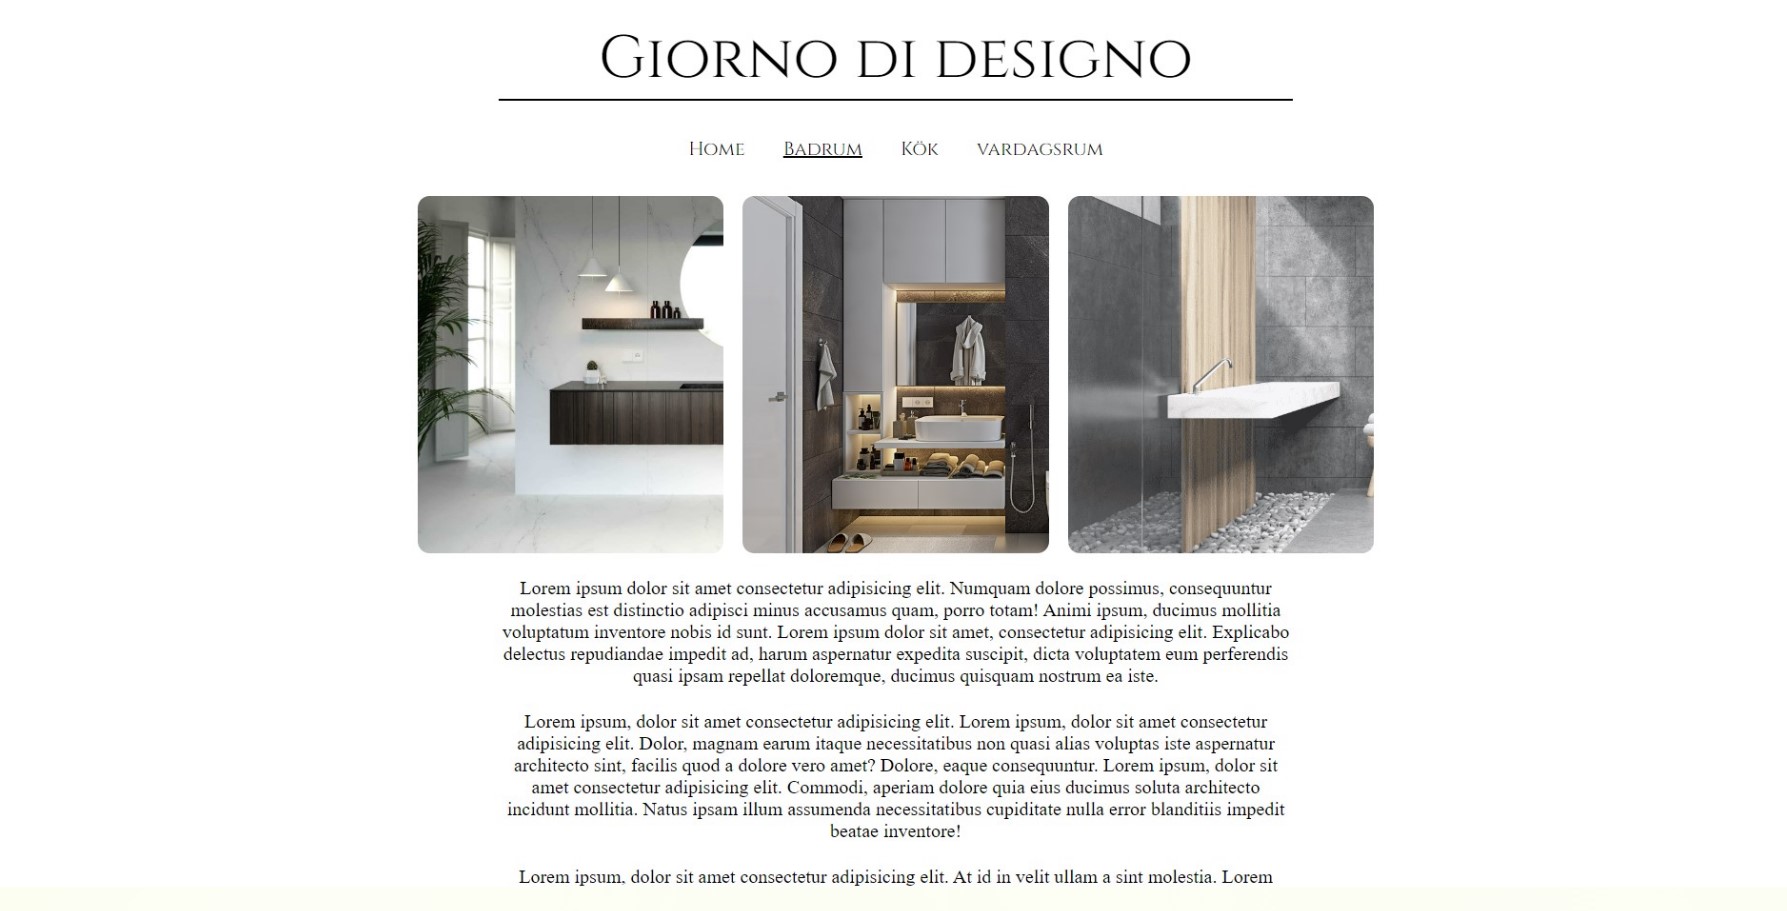 Giorno di designo
Home Badrum Kök vardagsrum
Lorem ipsum dolor sit amet consectetur adipisicing elit. Numquam dolore possimus, consequuntur
molestias est distinctio adipisci minus accusamus quam, porro totam! Animi ipsum, ducimus mollitia
voluptatum inventore nobis id sunt. Lorem ipsum dolor sit amet, consectetur adipisicing elit. Explicabo
delectus repudiandae impedit ad, harum aspernatur expedita suscipit, dicta voluptatem eum perferendis
quasi ipsam repellat doloremque, ducimus quisquam nostrum ea iste.
Lorem ipsum, dolor sit amet consectetur adipisicing elit. Lorem ipsum, dolor sit amet consectetur
adipisicing elit. Dolor, magnam earum itaque necessitatibus non quasi alias voluptas iste aspernatur
architecto sint, facilis quod a dolore vero amet? Dolore, eaque consequuntur. Lorem ipsum, dolor sit
amet consectetur adipisicing elit. Commodi, aperiam dolore quia eius ducimus soluta architecto
incidunt mollitia. Natus ipsam illum assumenda necessitatibus cupiditate nulla error blanditiis impedit
beatae inventore!
Lorem ipsum, dolor sit amet consectetur adipisicing elit. At id in velit ullam a sint molestia. Lorem